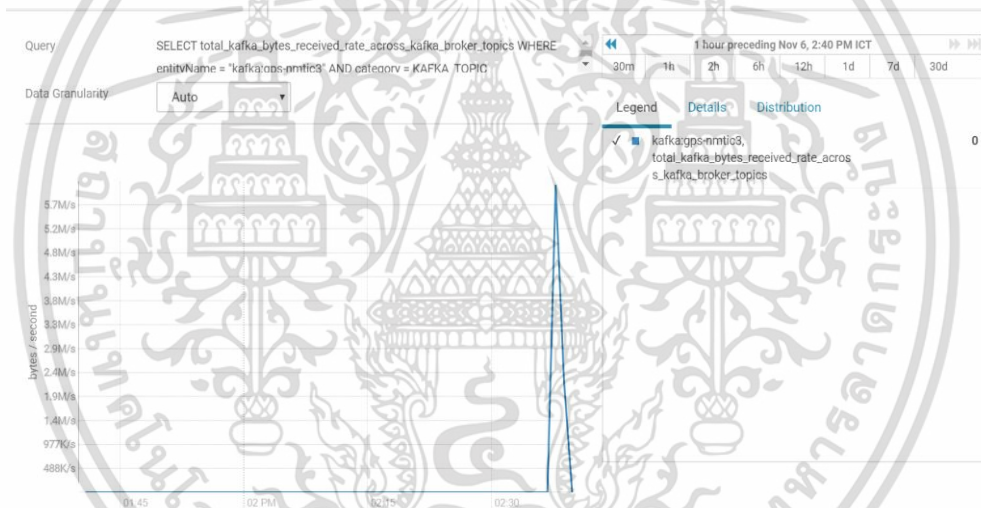 Query
SELECT total_kafka_bytes_received_rate_across_kafka_broker_topics WHERE
entityName = "kafka:gps-nmtic3" AND category = KAFKA_TOPIC
Data Granularity
Auto
1 hour preceding Nov 6, 2:40 PM ICT
30m 1h 2h 6h 12h 1d 7d 30d
Legend Details Distribution
✓ kafka:gps-nmtic3, 0
total_kafka_bytes_received_rate_acros
s_kafka_broker_topics
5.7M/s
5.2M/s
4.8M/s
4.3M/s
3.8M/s
3.3M/s
2.9M/s
2.4M/s
1.9M/s
1.4M/s
977K/s
488K/s
bytes / second
01:45 02 PM 02:15 02:30